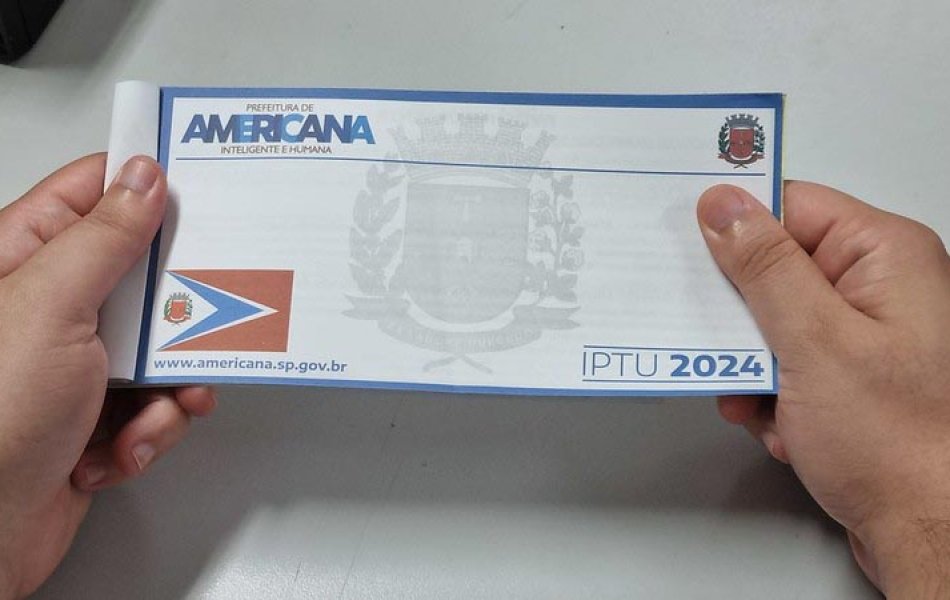 PREFEITURA DE
AMERICANA
INTELIGENTE E HUMANA
www.americana.sp.gov.br
IPTU 2024